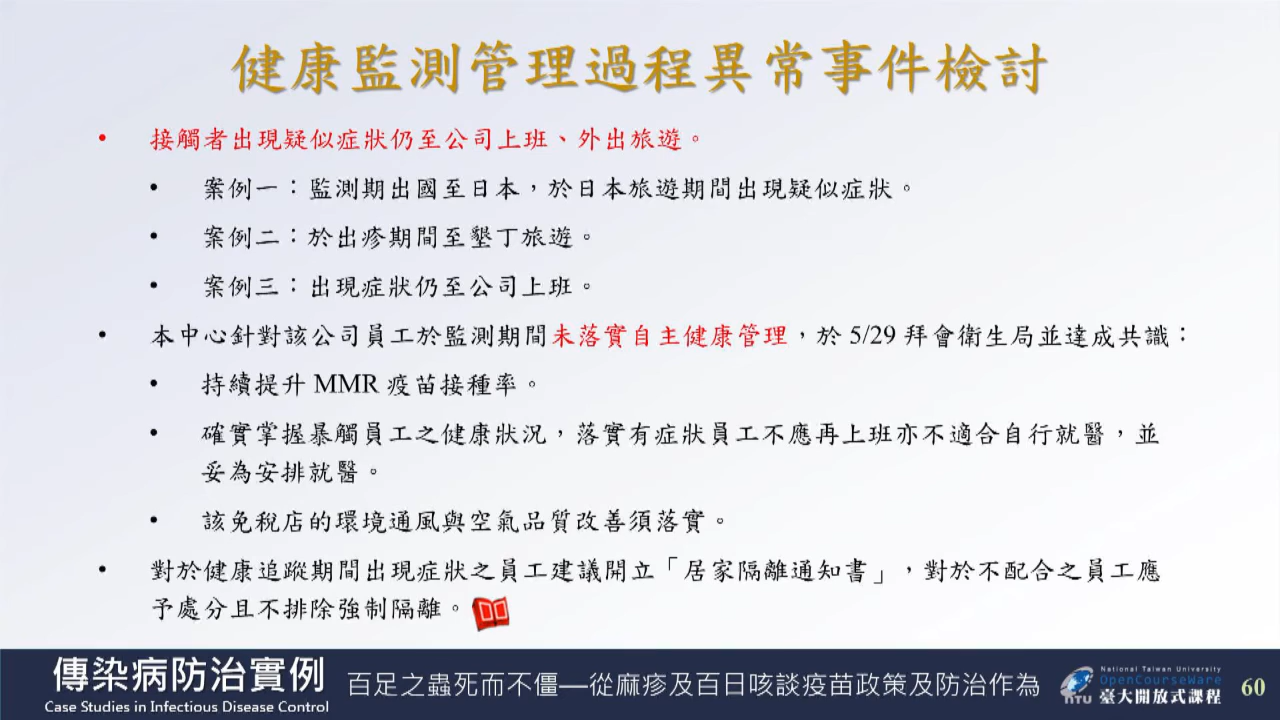 健康監測管理過程異常事件檢討
• 接觸者出現疑似症狀仍至公司上班、外出旅遊。
• 案例一：監測期出國至日本，於日本旅遊期間出現疑似症狀。
• 案例二：於出疹期間至墾丁旅遊。
• 案例三：出現症狀仍至公司上班。
• 本中心針對該公司員工於監測期間未落實自主健康管理，於 5/29 拜會衛生局並達成共識：
• 持續提升 MMR 疫苗接種率。
• 確實掌握暴觸員工之健康狀況，落實有症狀員工不應再上班亦不適合自行就醫，並
妥為安排就醫。
• 該免稅店的環境通風與空氣品質改善須落實。
• 對於健康追蹤期間出現症狀之員工建議開立「居家隔離通知書」，對於不配合之員工應
予處分且不排除強制隔離。
傳染病防治實例
Case Studies in Infectious Disease Control
百足之蟲死而不僵—從麻疹及百日咳談疫苗政策及防治作為
NTU
National Taiwan University
OpenCourseWare
臺大開放式課程
60